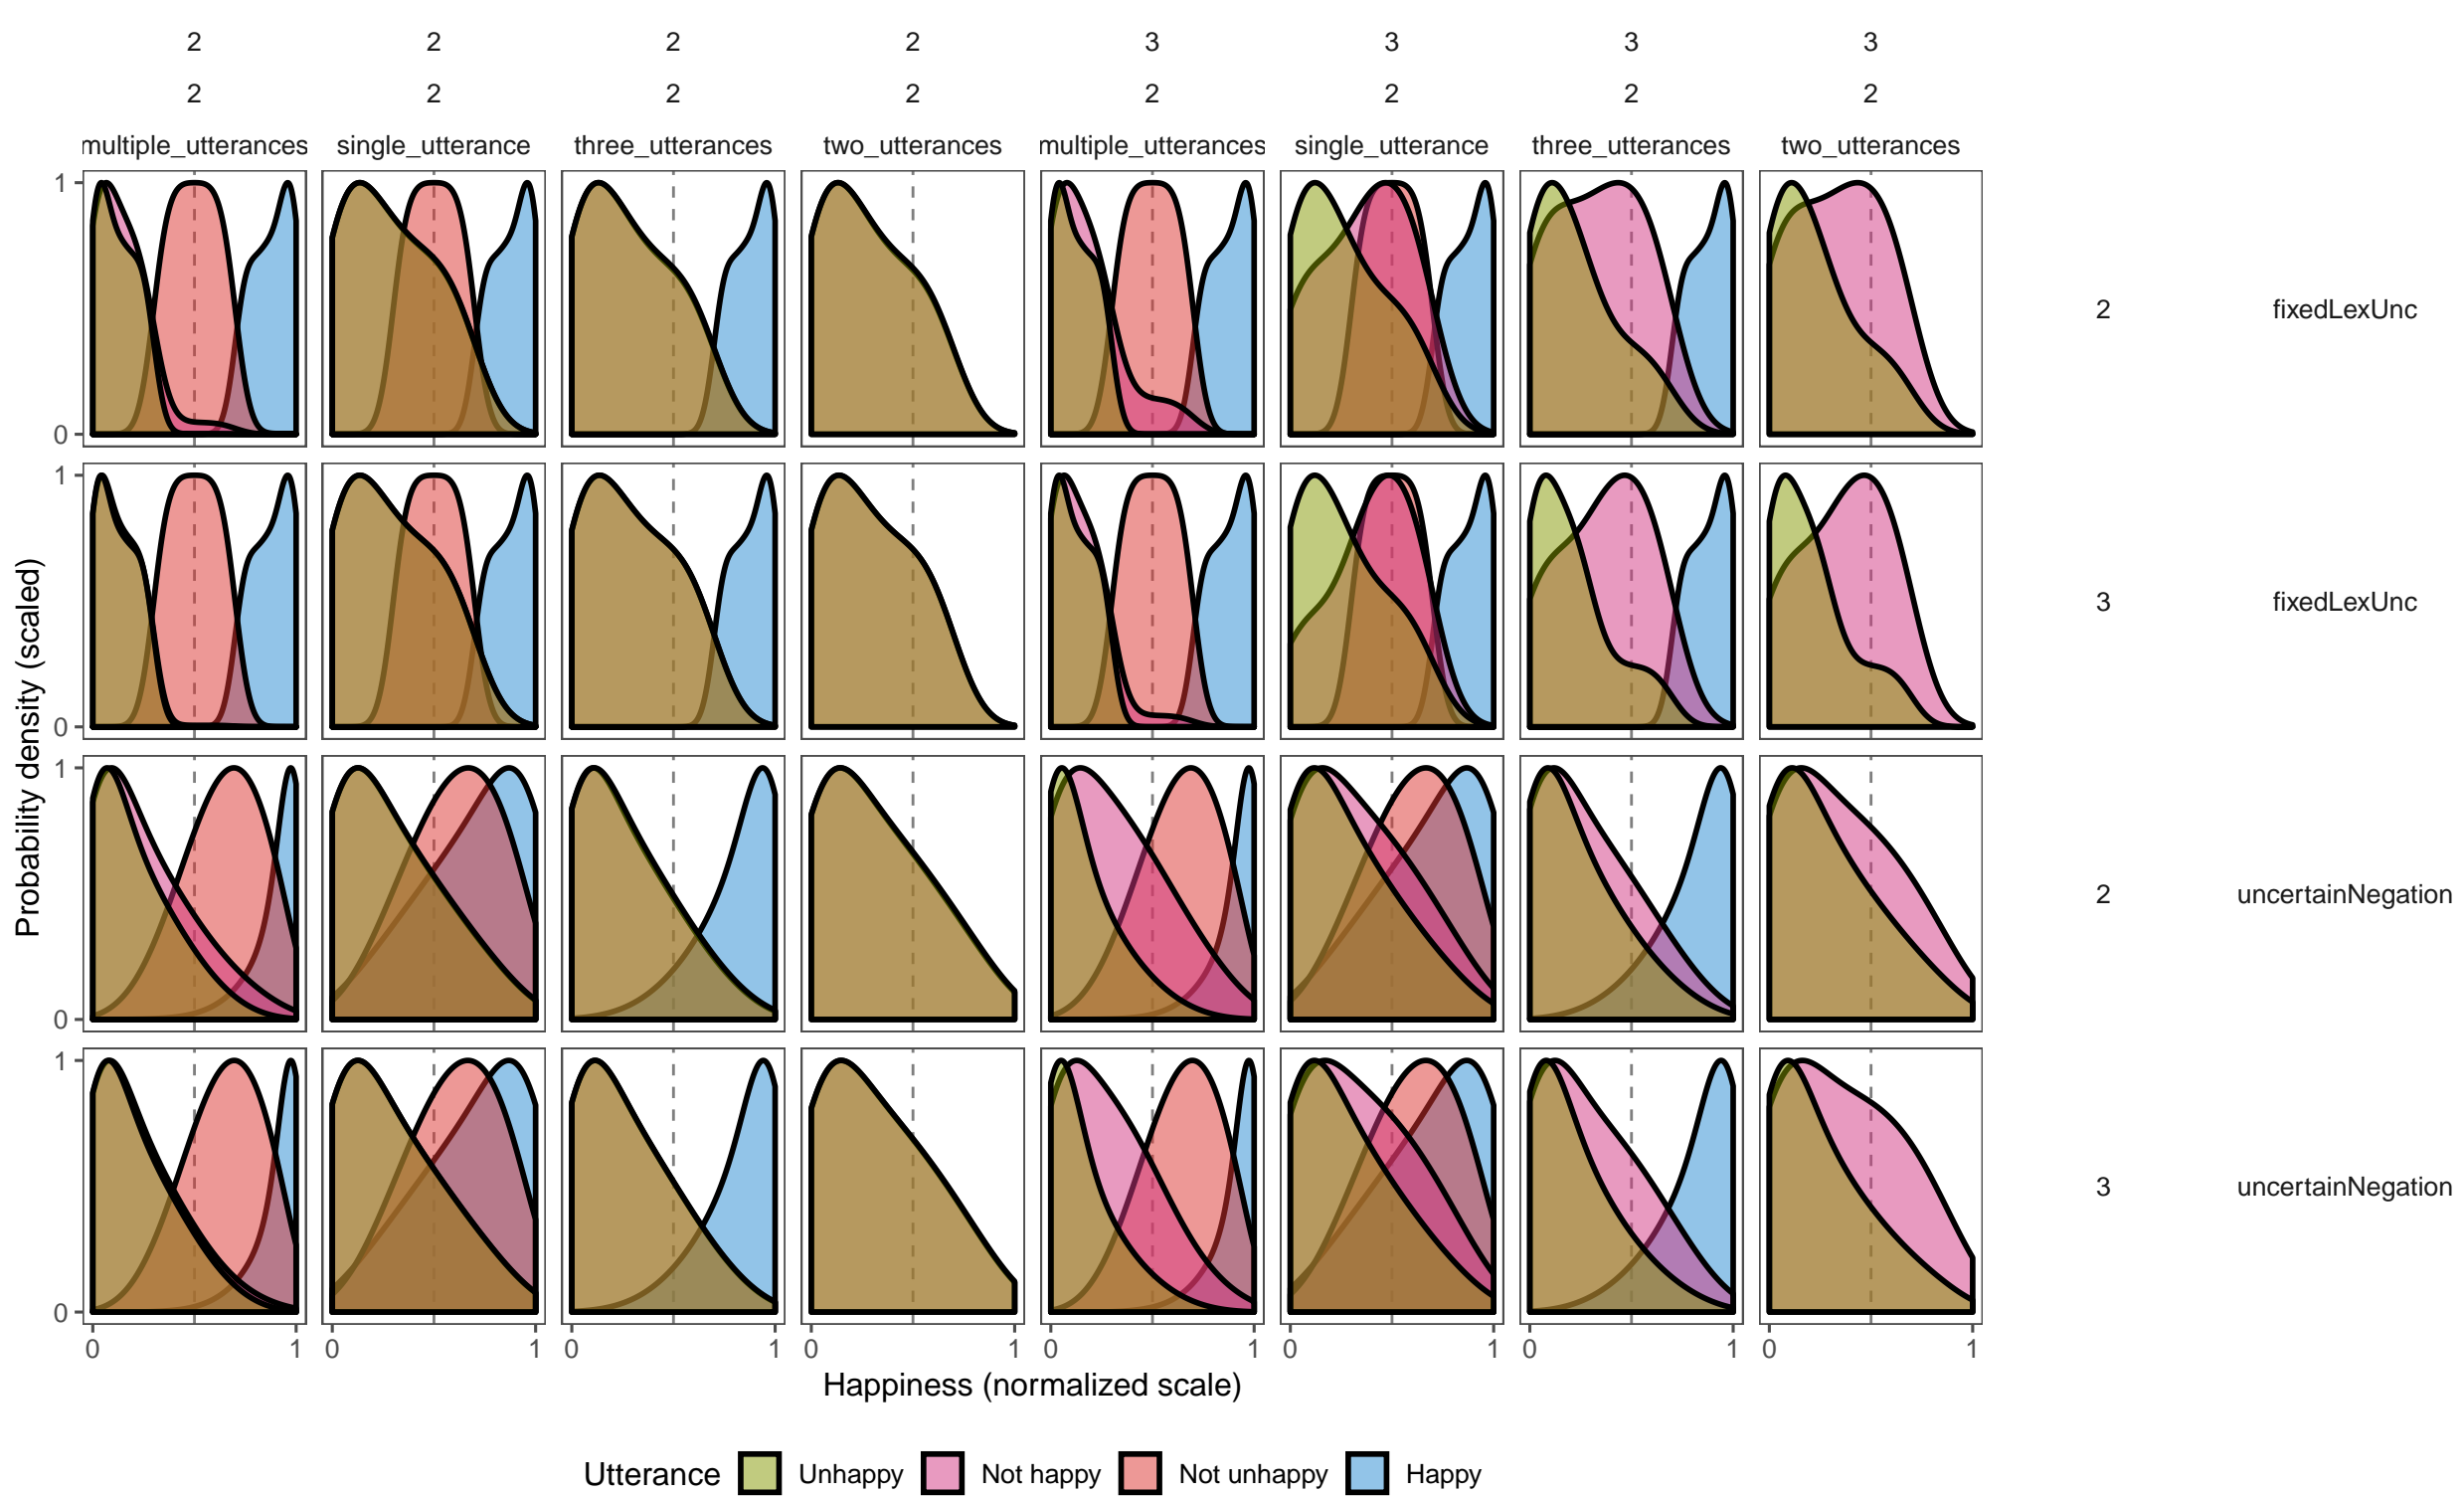 2 2 2 2 3 3 3 3
2 2 2 2 2 2 2 2
multiple_utterances single_utterance three_utterances two_utterances multiple_utterances single_utterance three_utterances two_utterances
1
0
2 fixedLexUnc
1
0
3 fixedLexUnc
1
0
2 uncertainNegation
1
0
3 uncertainNegation
Probability density (scaled)
0 1 0 1 0 1 0 1 0 1 0 1 0 1 0 1
Happiness (normalized scale)
Utterance Unhappy Not happy Not unhappy Happy